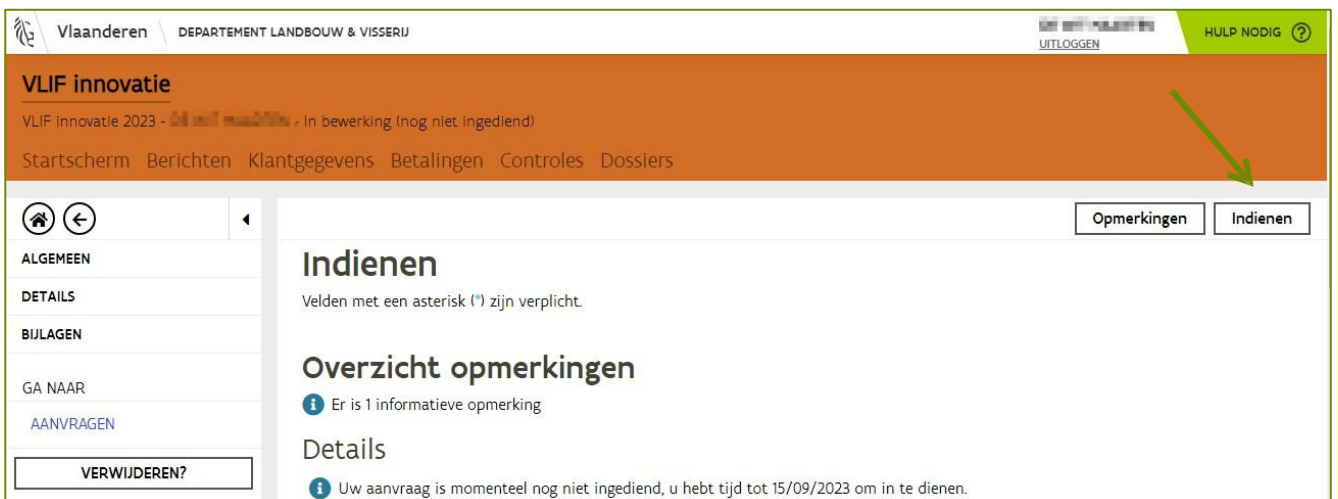 Vlaanderen DEPARTEMENT LANDBOUW & VISSERIJ
UITLOGGEN
HULP NODIG ?
VLIF innovatie
VLIF Innovatie 2023 - - In bewerking (nog niet ingediend)
Startscherm Berichten Klantgegevens Betalingen Controles Dossiers
Opmerkingen Indienen
ALGEMEEN
DETAILS
BIJLAGEN
GA NAAR
AANVRAGEN
VERWIJDEREN?
Indienen
Velden met een asterisk (*) zijn verplicht.
Overzicht opmerkingen
Er is 1 informatieve opmerking
Details
Uw aanvraag is momenteel nog niet ingediend, u hebt tijd tot 15/09/2023 om in te dienen.